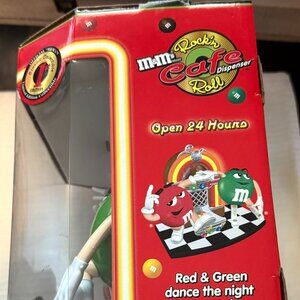 Rock'n
m&m's
Cafe
Dispenser
Roll
Open 24 Hours
m
m
Red & Green
dance the night